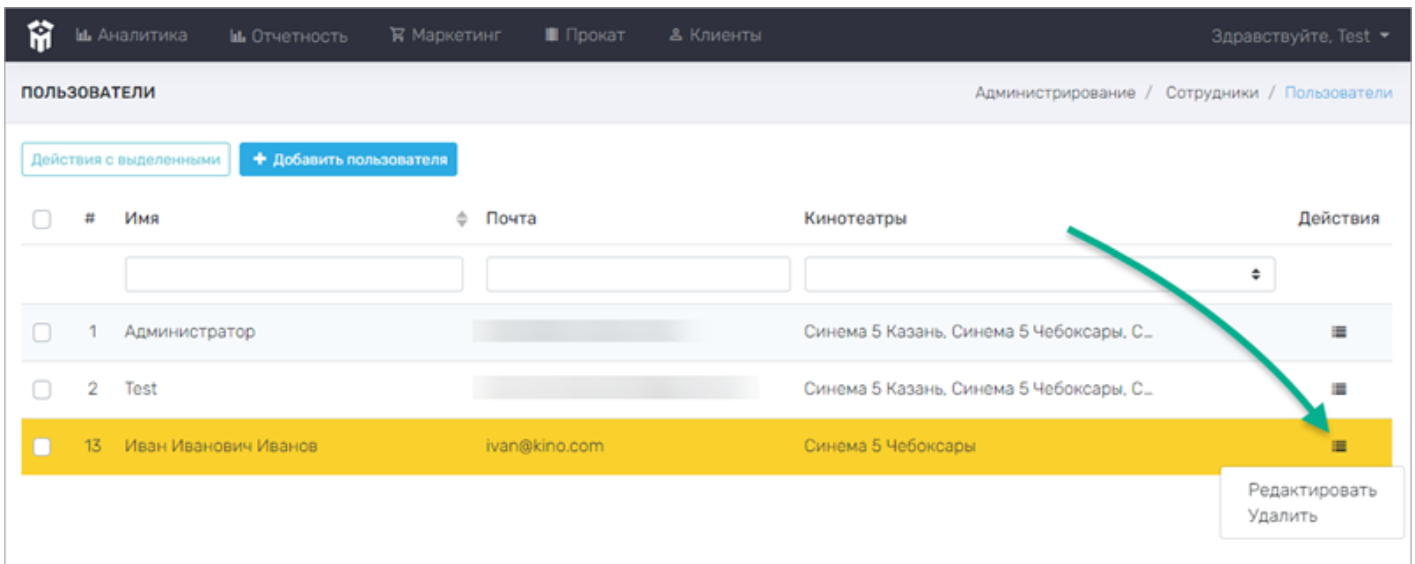 Аналитика Отчетность Маркетинг Прокат Клиенты Здравствуйте, Test
ПОЛЬЗОВАТЕЛИ Администрирование / Сотрудники / Пользователи
Действия с выделенными + Добавить пользователя
# Имя Почта Кинотеатры Действия
1 Администратор Синема 5 Казань, Синема 5 Чебоксары, С...
2 Test Синема 5 Казань, Синема 5 Чебоксары, С...
13 Иван Иванович Иванов ivan@kino.com Синема 5 Чебоксары
Редактировать
Удалить